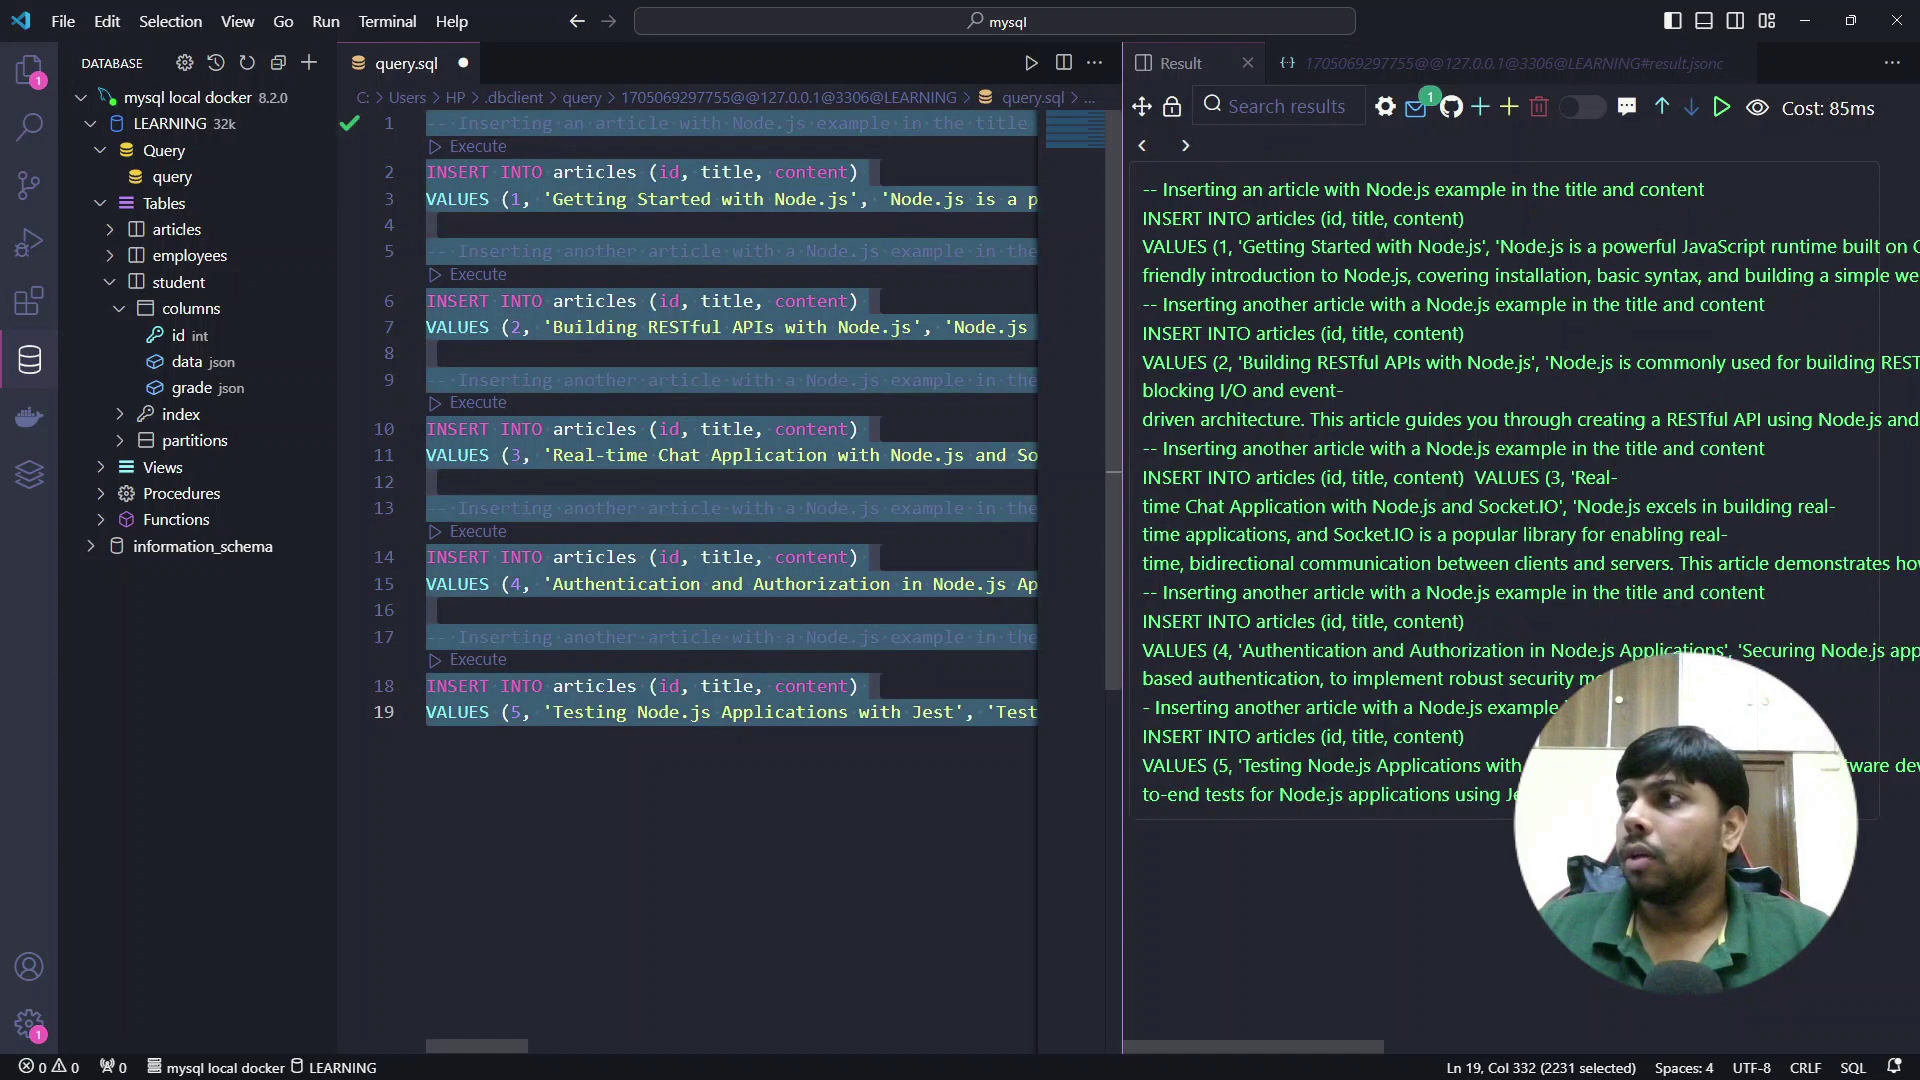 File Edit Selection View Go Run Terminal Help
mysql
DATABASE
query.sql
Result
1705069297755@@127.0.0.1@3306@LEARNING#result.jsonc
C: > Users > HP > .dbclient > query > 1705069297755@@127.0.0.1@3306@LEARNING > query.sql > ...
Search results
1
Cost: 85ms
mysql local docker 8.2.0
LEARNING 32k
Query
query
Tables
articles
employees
student
columns
id int
data json
grade json
index
partitions
Views
Procedures
Functions
information_schema
1
1
1 -- Inserting an article with Node.js example in the title
Execute
2 INSERT INTO articles (id, title, content)
3 VALUES (1, 'Getting Started with Node.js', 'Node.js is a p
4
5 -- Inserting another article with a Node.js example in the
Execute
6 INSERT INTO articles (id, title, content)
7 VALUES (2, 'Building RESTful APIs with Node.js', 'Node.js
8
9 -- Inserting another article with a Node.js example in the
Execute
10 INSERT INTO articles (id, title, content)
11 VALUES (3, 'Real-time Chat Application with Node.js and So
12
13 -- Inserting another article with a Node.js example in the
Execute
14 INSERT INTO articles (id, title, content)
15 VALUES (4, 'Authentication and Authorization in Node.js Ap
16
17 -- Inserting another article with a Node.js example in the
Execute
18 INSERT INTO articles (id, title, content)
19 VALUES (5, 'Testing Node.js Applications with Jest', 'Test
-- Inserting an article with Node.js example in the title and content
INSERT INTO articles (id, title, content)
VALUES (1, 'Getting Started with Node.js', 'Node.js is a powerful JavaScript runtime built on
friendly introduction to Node.js, covering installation, basic syntax, and building a simple we
-- Inserting another article with a Node.js example in the title and content
INSERT INTO articles (id, title, content)
VALUES (2, 'Building RESTful APIs with Node.js', 'Node.js is commonly used for building REST
blocking I/O and event-
driven architecture. This article guides you through creating a RESTful API using Node.js and
-- Inserting another article with a Node.js example in the title and content
INSERT INTO articles (id, title, content) VALUES (3, 'Real-
time Chat Application with Node.js and Socket.IO', 'Node.js excels in building real-
time applications, and Socket.IO is a popular library for enabling real-
time, bidirectional communication between clients and servers. This article demonstrates how
-- Inserting another article with a Node.js example in the title and content
INSERT INTO articles (id, title, content)
VALUES (4, 'Authentication and Authorization in Node.js Applications', 'Securing Node.js app
based authentication, to implement robust security
- Inserting another article with a Node.js example
INSERT INTO articles (id, title, content)
VALUES (5, 'Testing Node.js Applications with
to-end tests for Node.js applications using
0 0 0 mysql local docker LEARNING
Ln 19, Col 332 (2231 selected) Spaces: 4 UTF-8 CRLF SQL